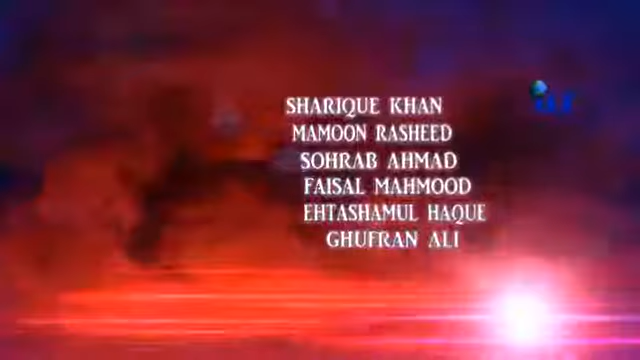 SHARIQUE KHAN
MAMOON RASHEED
SOHRAB AHMAD
FAISAL MAHMOOD
EHTASHAMUL HAQUE
GHUFRAN ALI